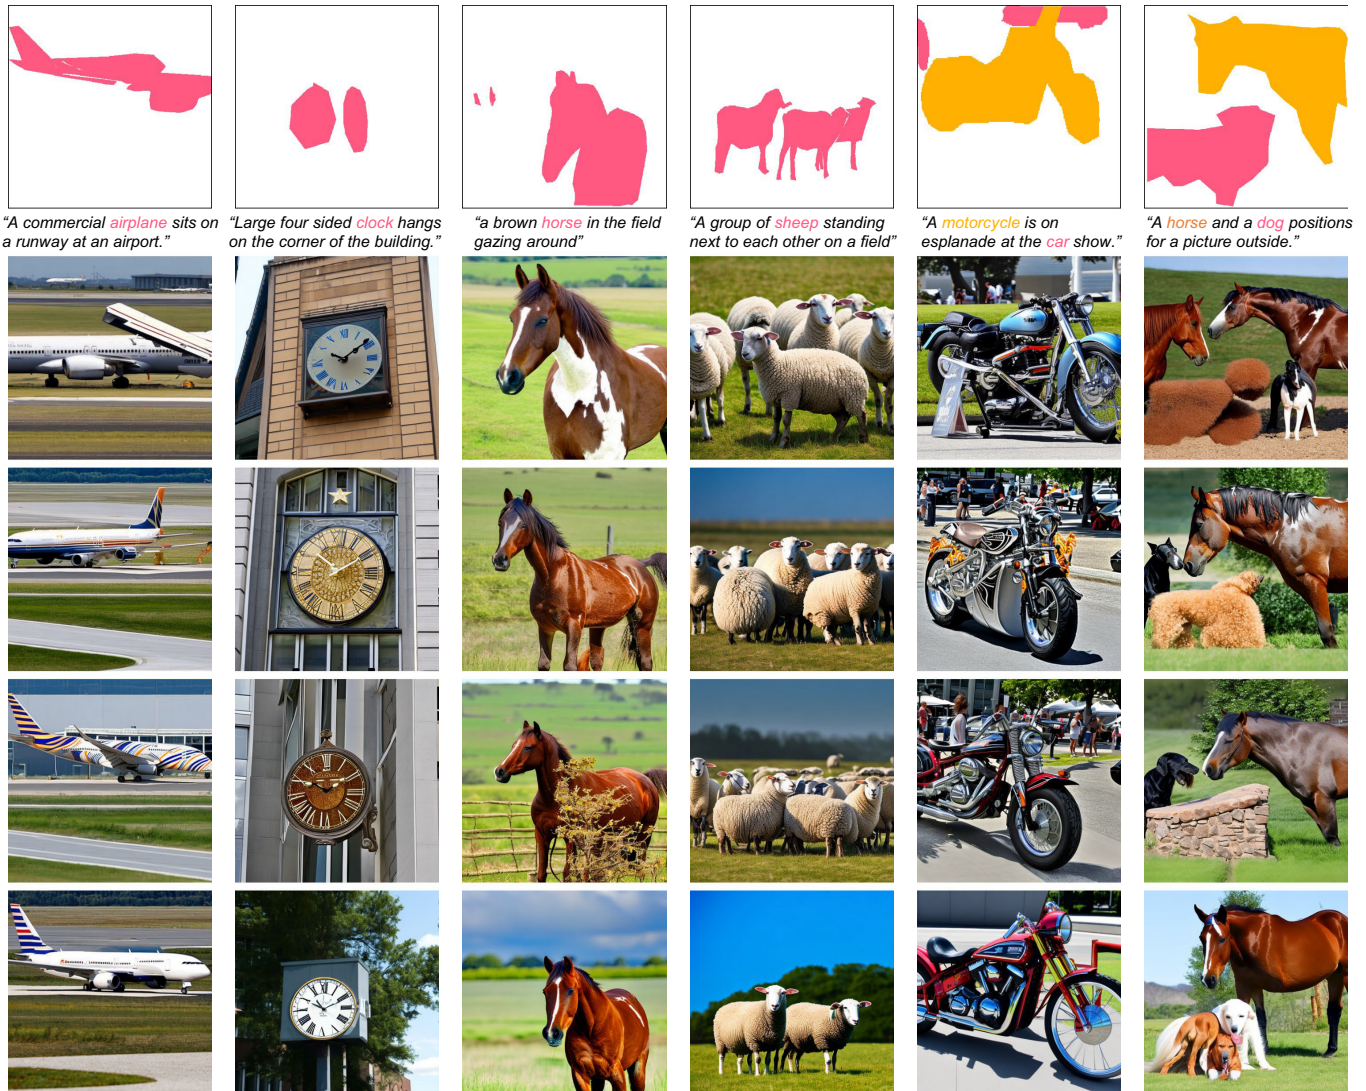 “A commercial airplane sits on
a runway at an airport.”
“Large four sided clock hangs
on the corner of the building.”
“a brown horse in the field
gazing around”
“A group of sheep standing
next to each other on a field”
“A motorcycle is on
esplanade at the car show.”
“A horse and a dog positions
for a picture outside.”